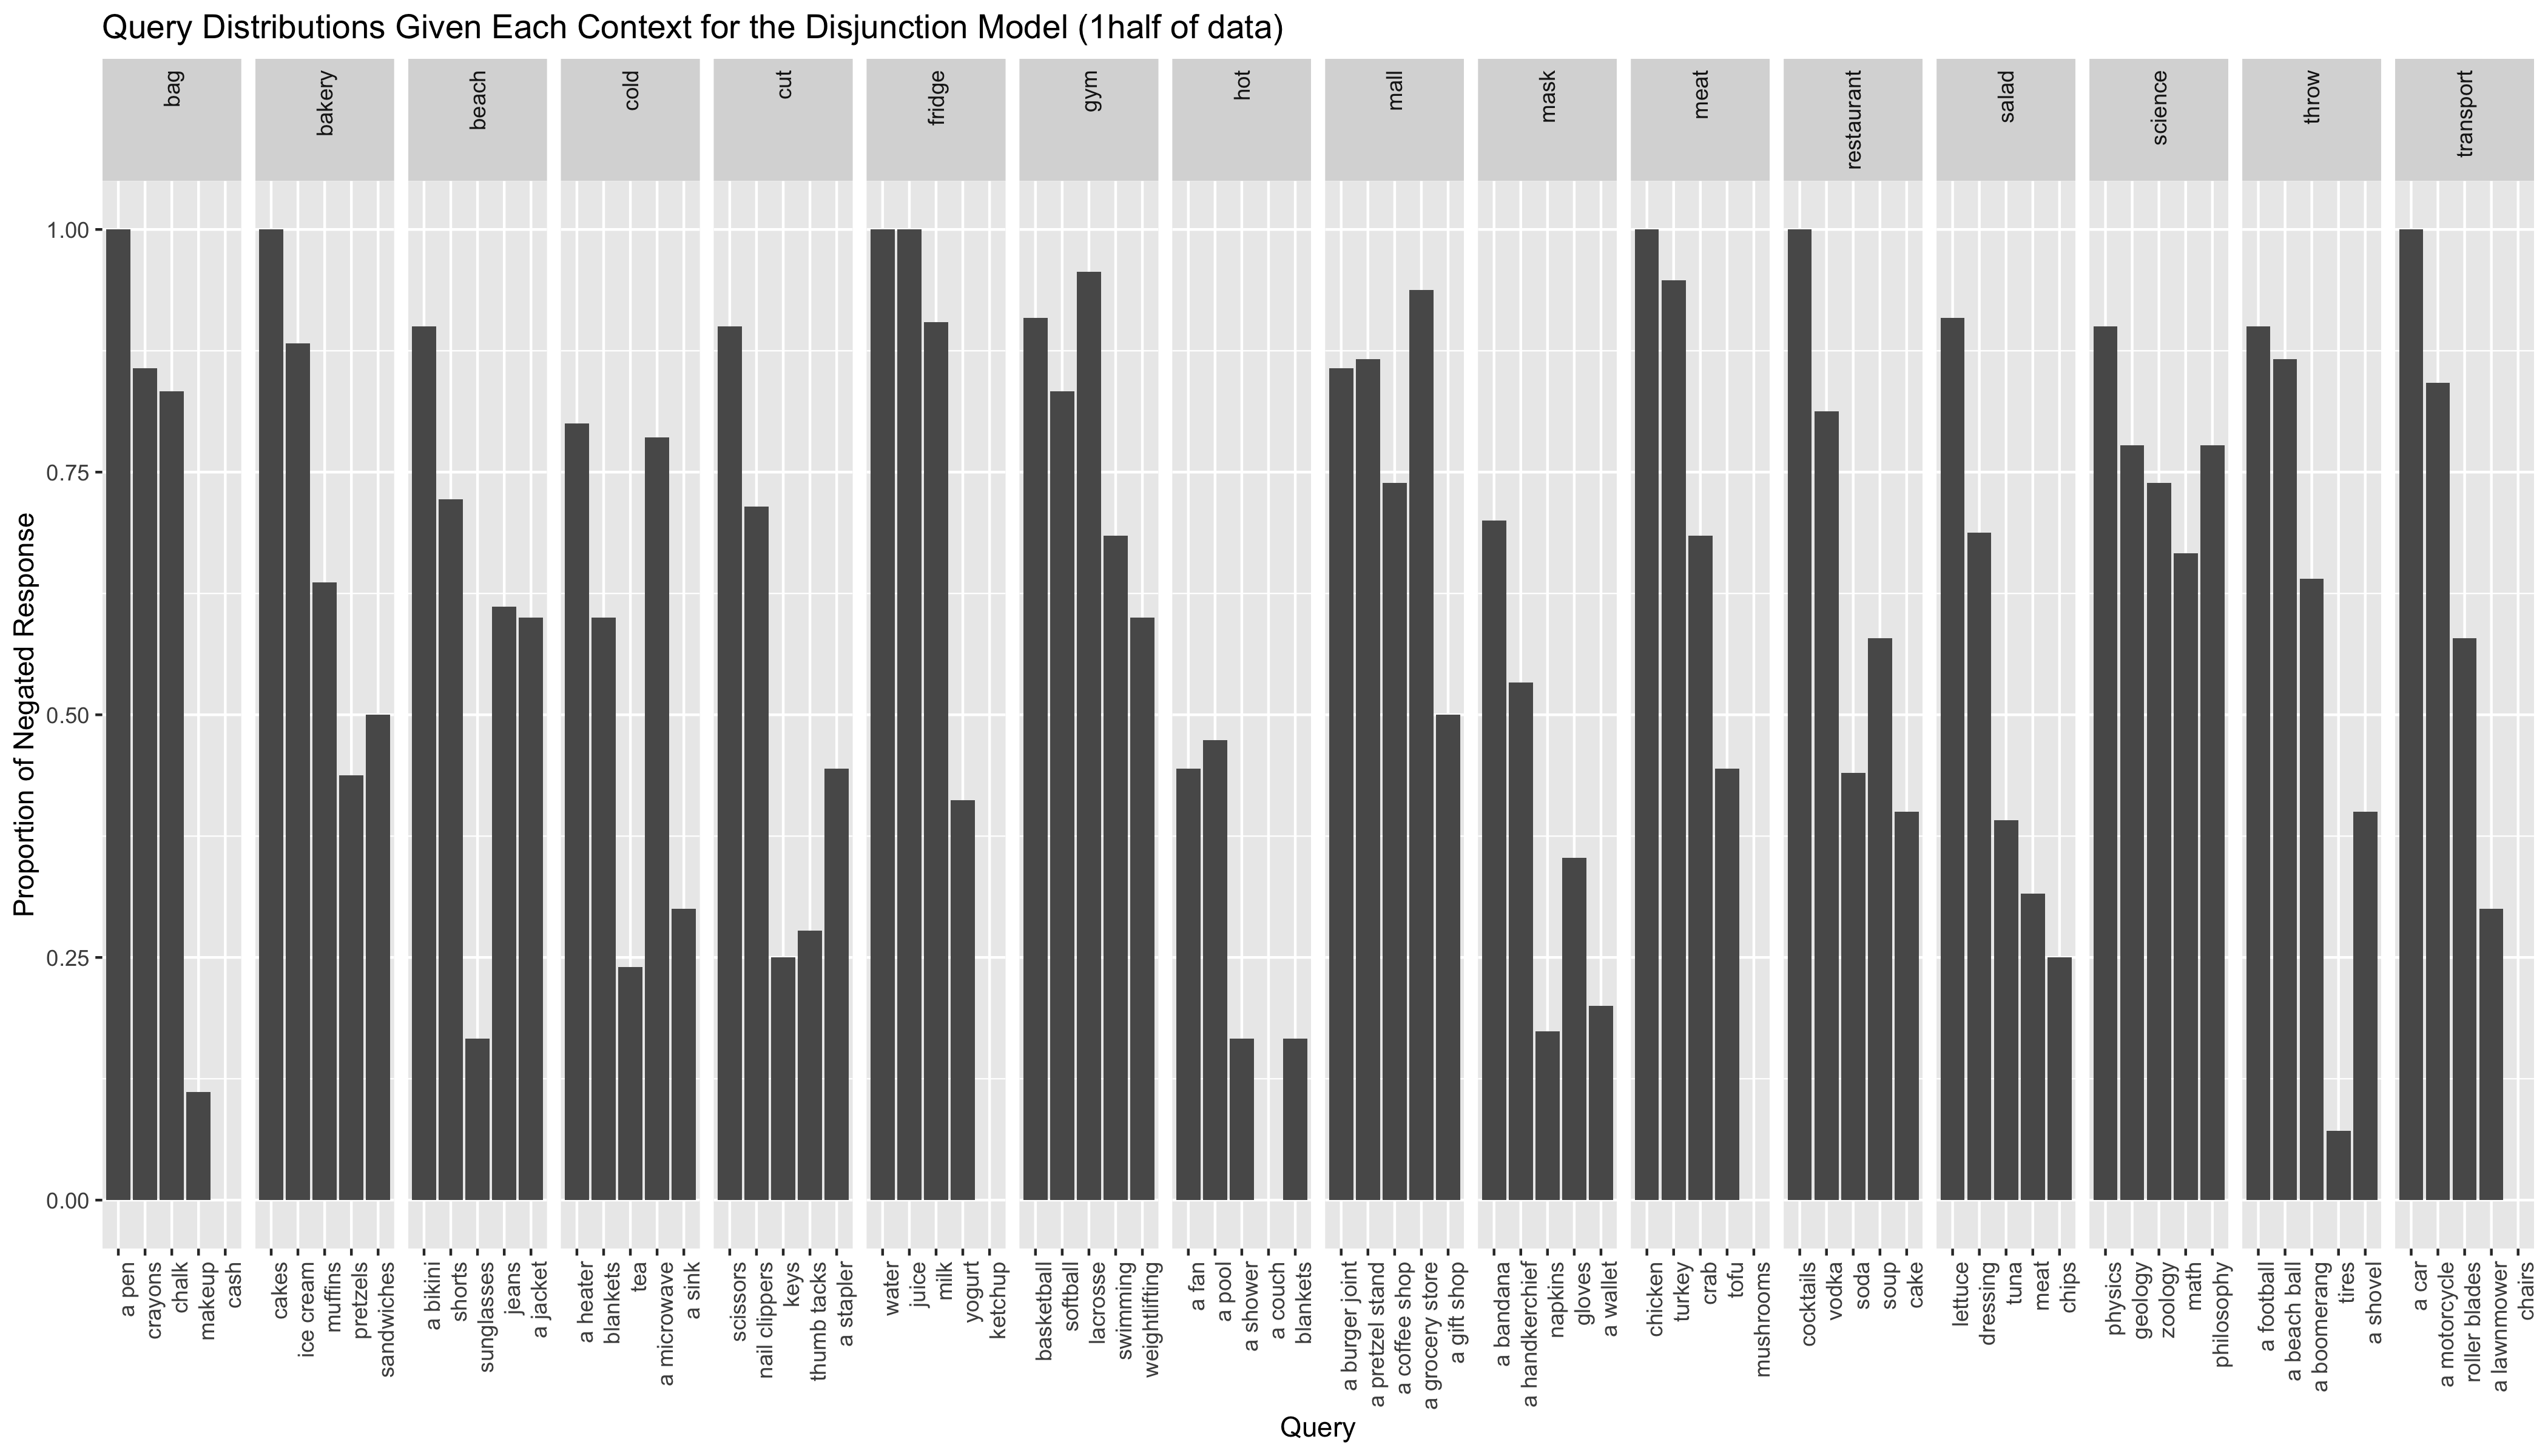 Query Distributions Given Each Context for the Disjunction Model (1half of data)
bag
bakery
beach
cold
cut
fridge
gym
hot
mall
mask
meat
restaurant
salad
science
throw
transport
Proportion of Negated Response
1.00
0.75
0.50
0.25
0.00
a pen
crayons
chalk
makeup
cash
cakes
ice cream
muffins
pretzels
sandwiches
a bikini
shorts
sunglasses
jeans
a jacket
a heater
blankets
tea
a microwave
a sink
scissors
nail clippers
keys
thumb tacks
a stapler
water
juice
milk
yogurt
ketchup
basketball
softball
lacrosse
swimming
weightlifting
a fan
a pool
a shower
a couch
blankets
a burger joint
a pretzel stand
a coffee shop
a grocery store
a gift shop
a bandana
a handkerchief
napkins
gloves
a wallet
chicken
turkey
crab
tofu
mushrooms
cocktails
vodka
soda
soup
cake
lettuce
dressing
tuna
meat
chips
physics
geology
zoology
math
philosophy
a football
a beach ball
a boomerang
tires
a shovel
a car
a motorcycle
roller blades
a lawnmower
chairs
Query